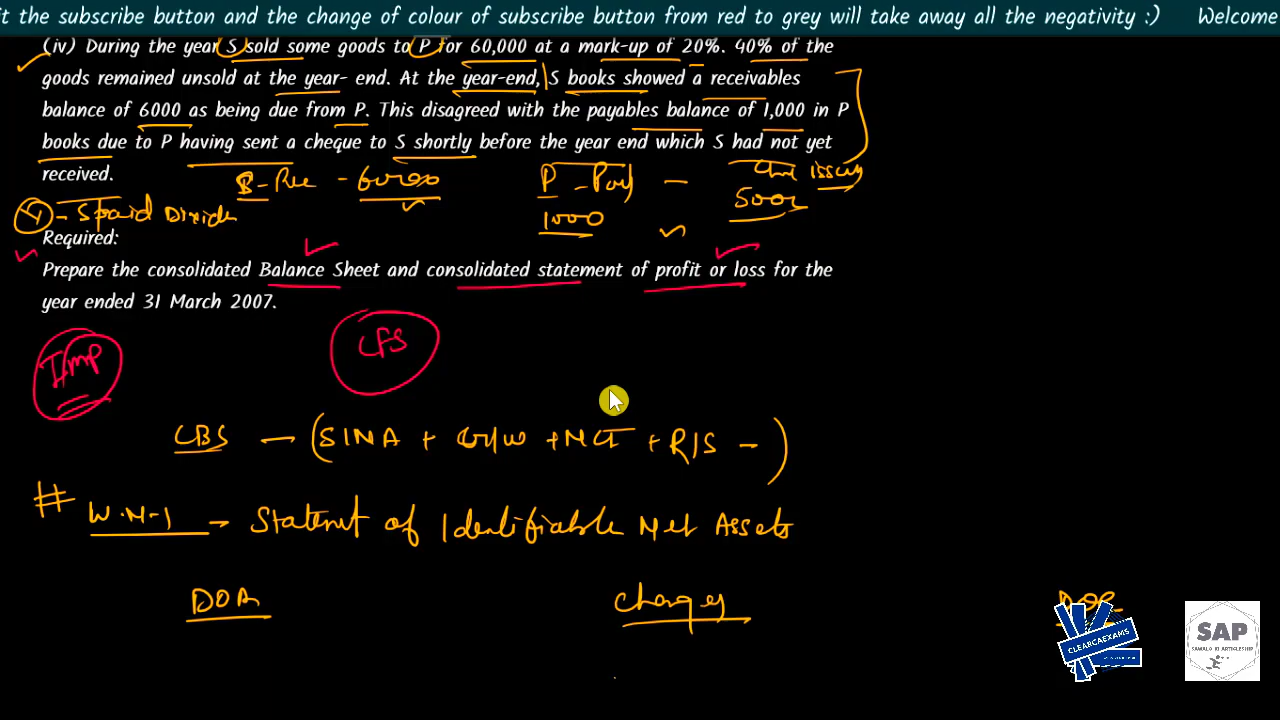 it the subscribe button and the change of colour of subscribe button from red to grey will take away all the negativity :) Welcome
(iv) During the year S sold some goods to P for 60,000 at a mark-up of 20%. 40% of the
goods remained unsold at the year- end. At the year-end, S books showed a receivables
balance of 6000 as being due from P. This disagreed with the payables balance of 1,000 in P
books due to P having sent a cheque to S shortly before the year end which S had not yet
received.
S - Rec - 6000 P - Pay - issued
1000 5000
- S paid Divide
Required:
Prepare the consolidated Balance Sheet and consolidated statement of profit or loss for the
year ended 31 March 2007.
Imp CFS
CBS - (SINA + G/W + NCI + R/S - )
# W.N-1 - Statement of Identifiable Net Assets
DOA Changes
CLEARCAEXAMS
SAP
SAWALO KI ARTICLESHIP